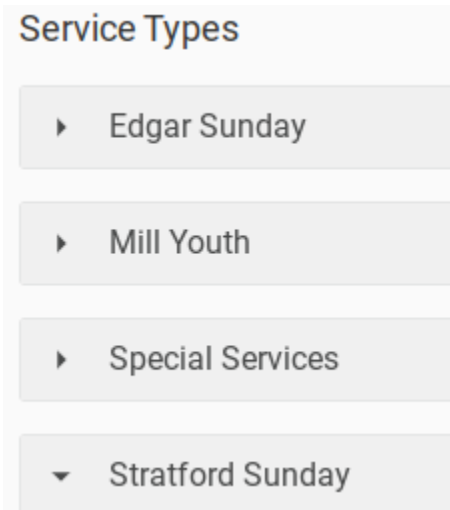 Service Types
Edgar Sunday
Mill Youth
Special Services
Stratford Sunday